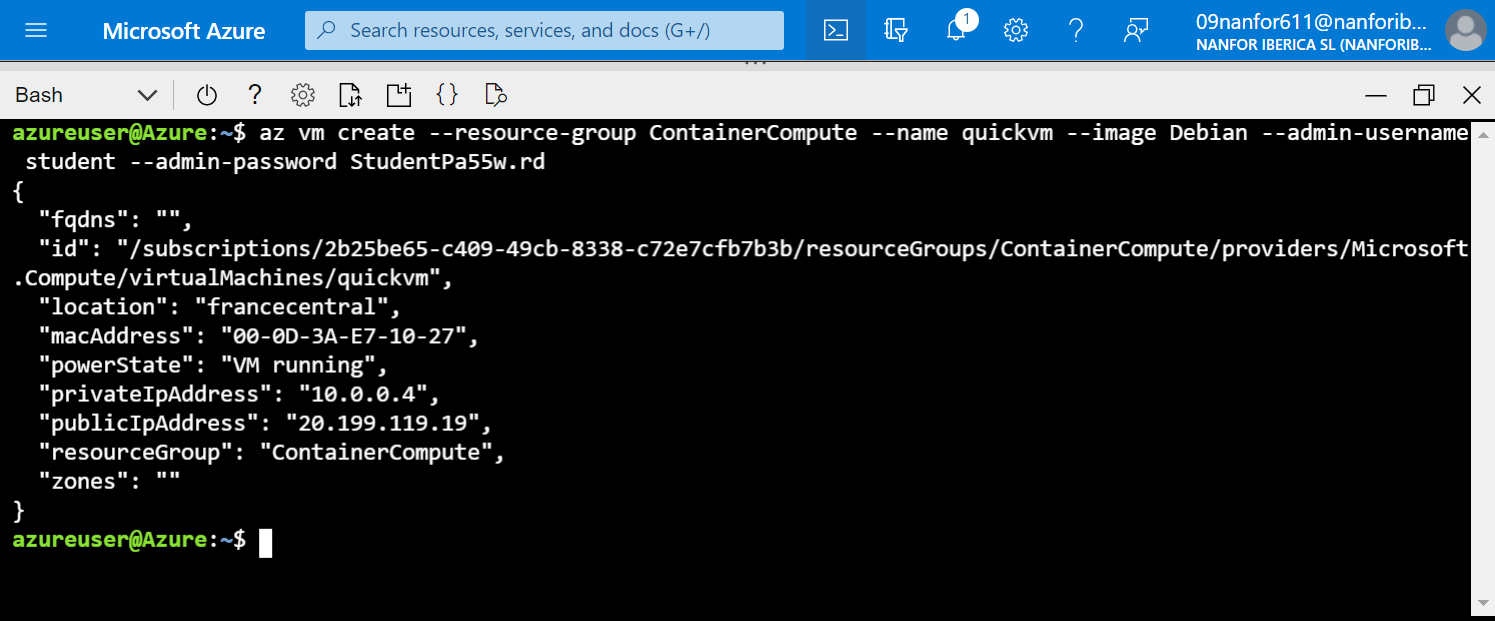 Microsoft Azure
Search resources, services, and docs (G+/)
1
09nanfor611@nanforib...
NANFOR IBERICA SL (NANFORIB...
Bash
azureuser@Azure:~$ az vm create --resource-group ContainerCompute --name quickvm --image Debian --admin-username
student --admin-password StudentPa55w.rd
{
"fqdns": "",
"id": "/subscriptions/2b25be65-c409-49cb-8338-c72e7cfb7b3b/resourceGroups/ContainerCompute/providers/Microsoft
.Compute/virtualMachines/quickvm",
"location": "francecentral",
"macAddress": "00-0D-3A-E7-10-27",
"powerState": "VM running",
"privateIpAddress": "10.0.0.4",
"publicIpAddress": "20.199.119.19",
"resourceGroup": "ContainerCompute",
"zones": ""
}
azureuser@Azure:~$